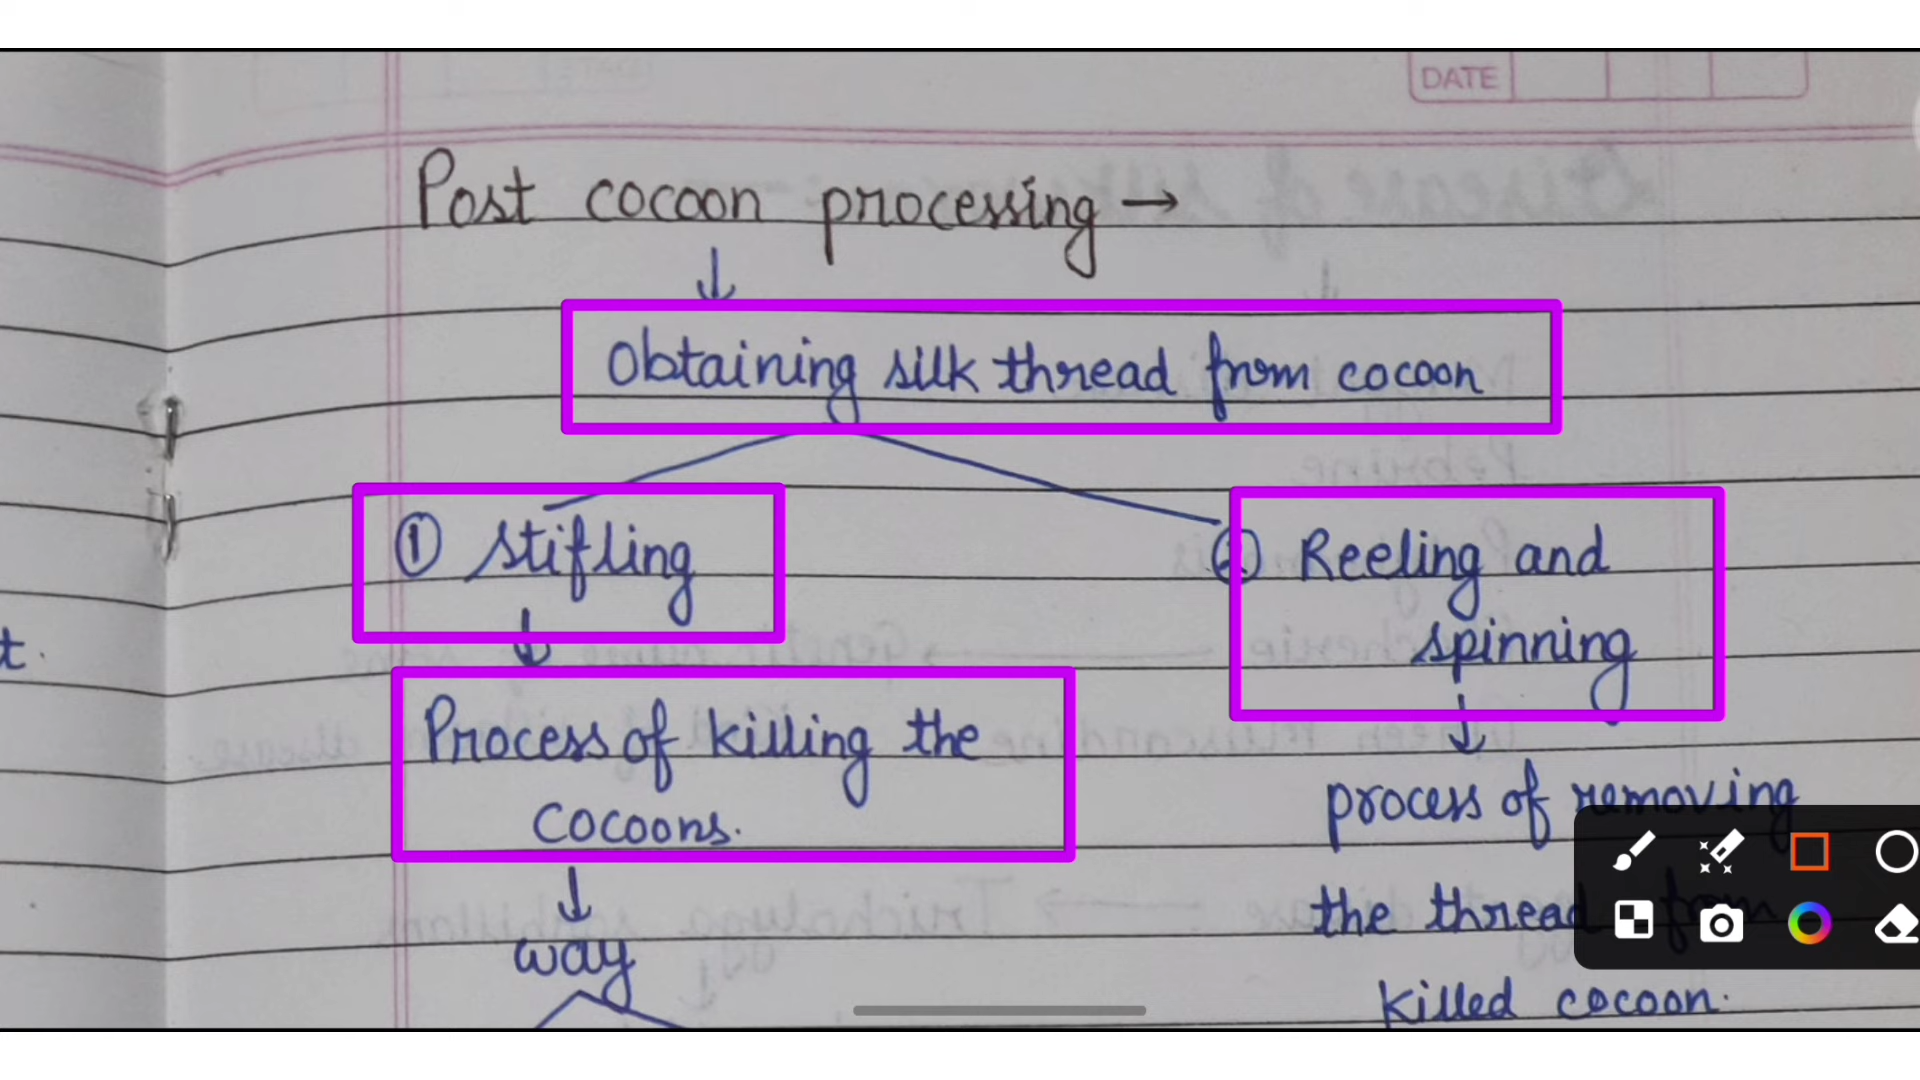 DATE
Post cocoon processing →
↓
Obtaining silk thread from cocoon
① stifling
② Reeling and
spinning
↓
↓
Process of killing the
cocoons.
process of removing
the thread from
killed cocoon.
↓
way
t.